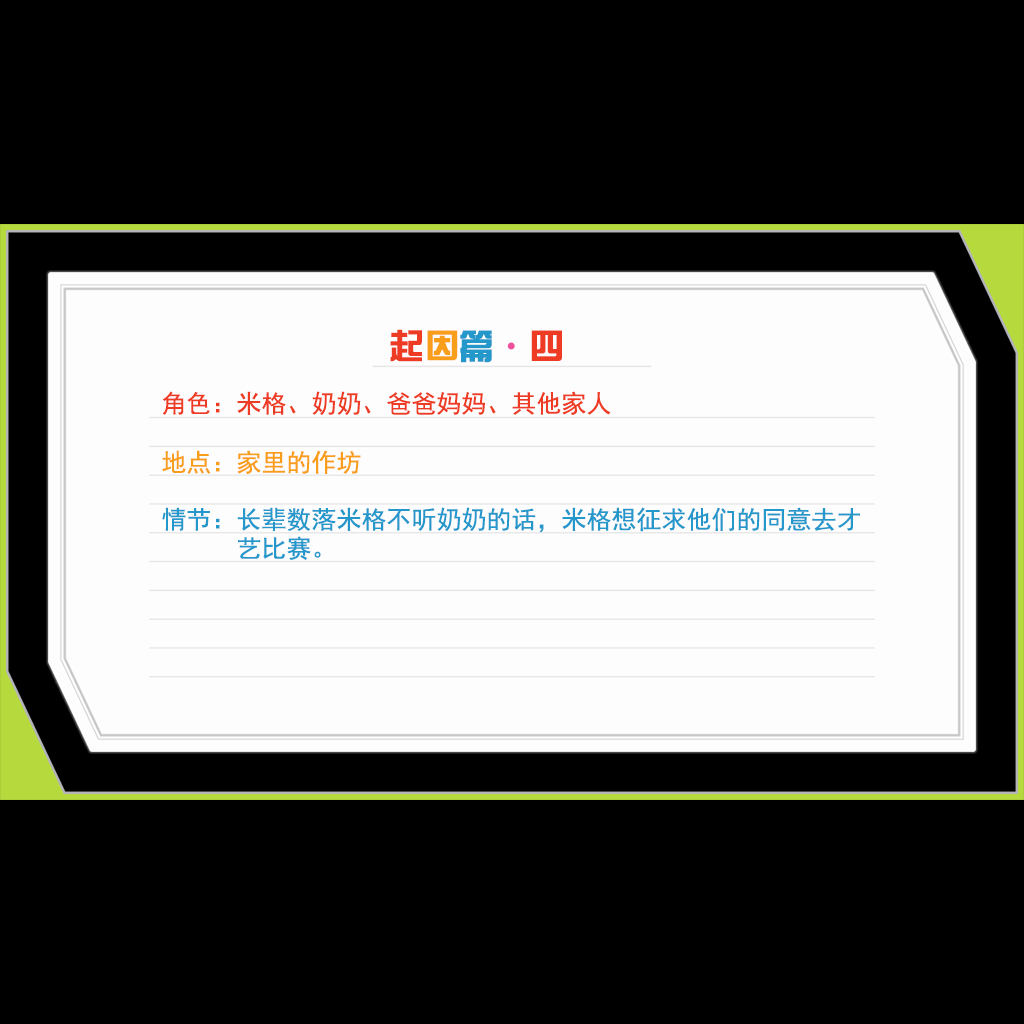 起因篇·四
角色：米格、奶奶、爸爸妈妈、其他家人
地点：家里的作坊
情节：长辈数落米格不听奶奶的话，米格想征求他们的同意去才
艺比赛。